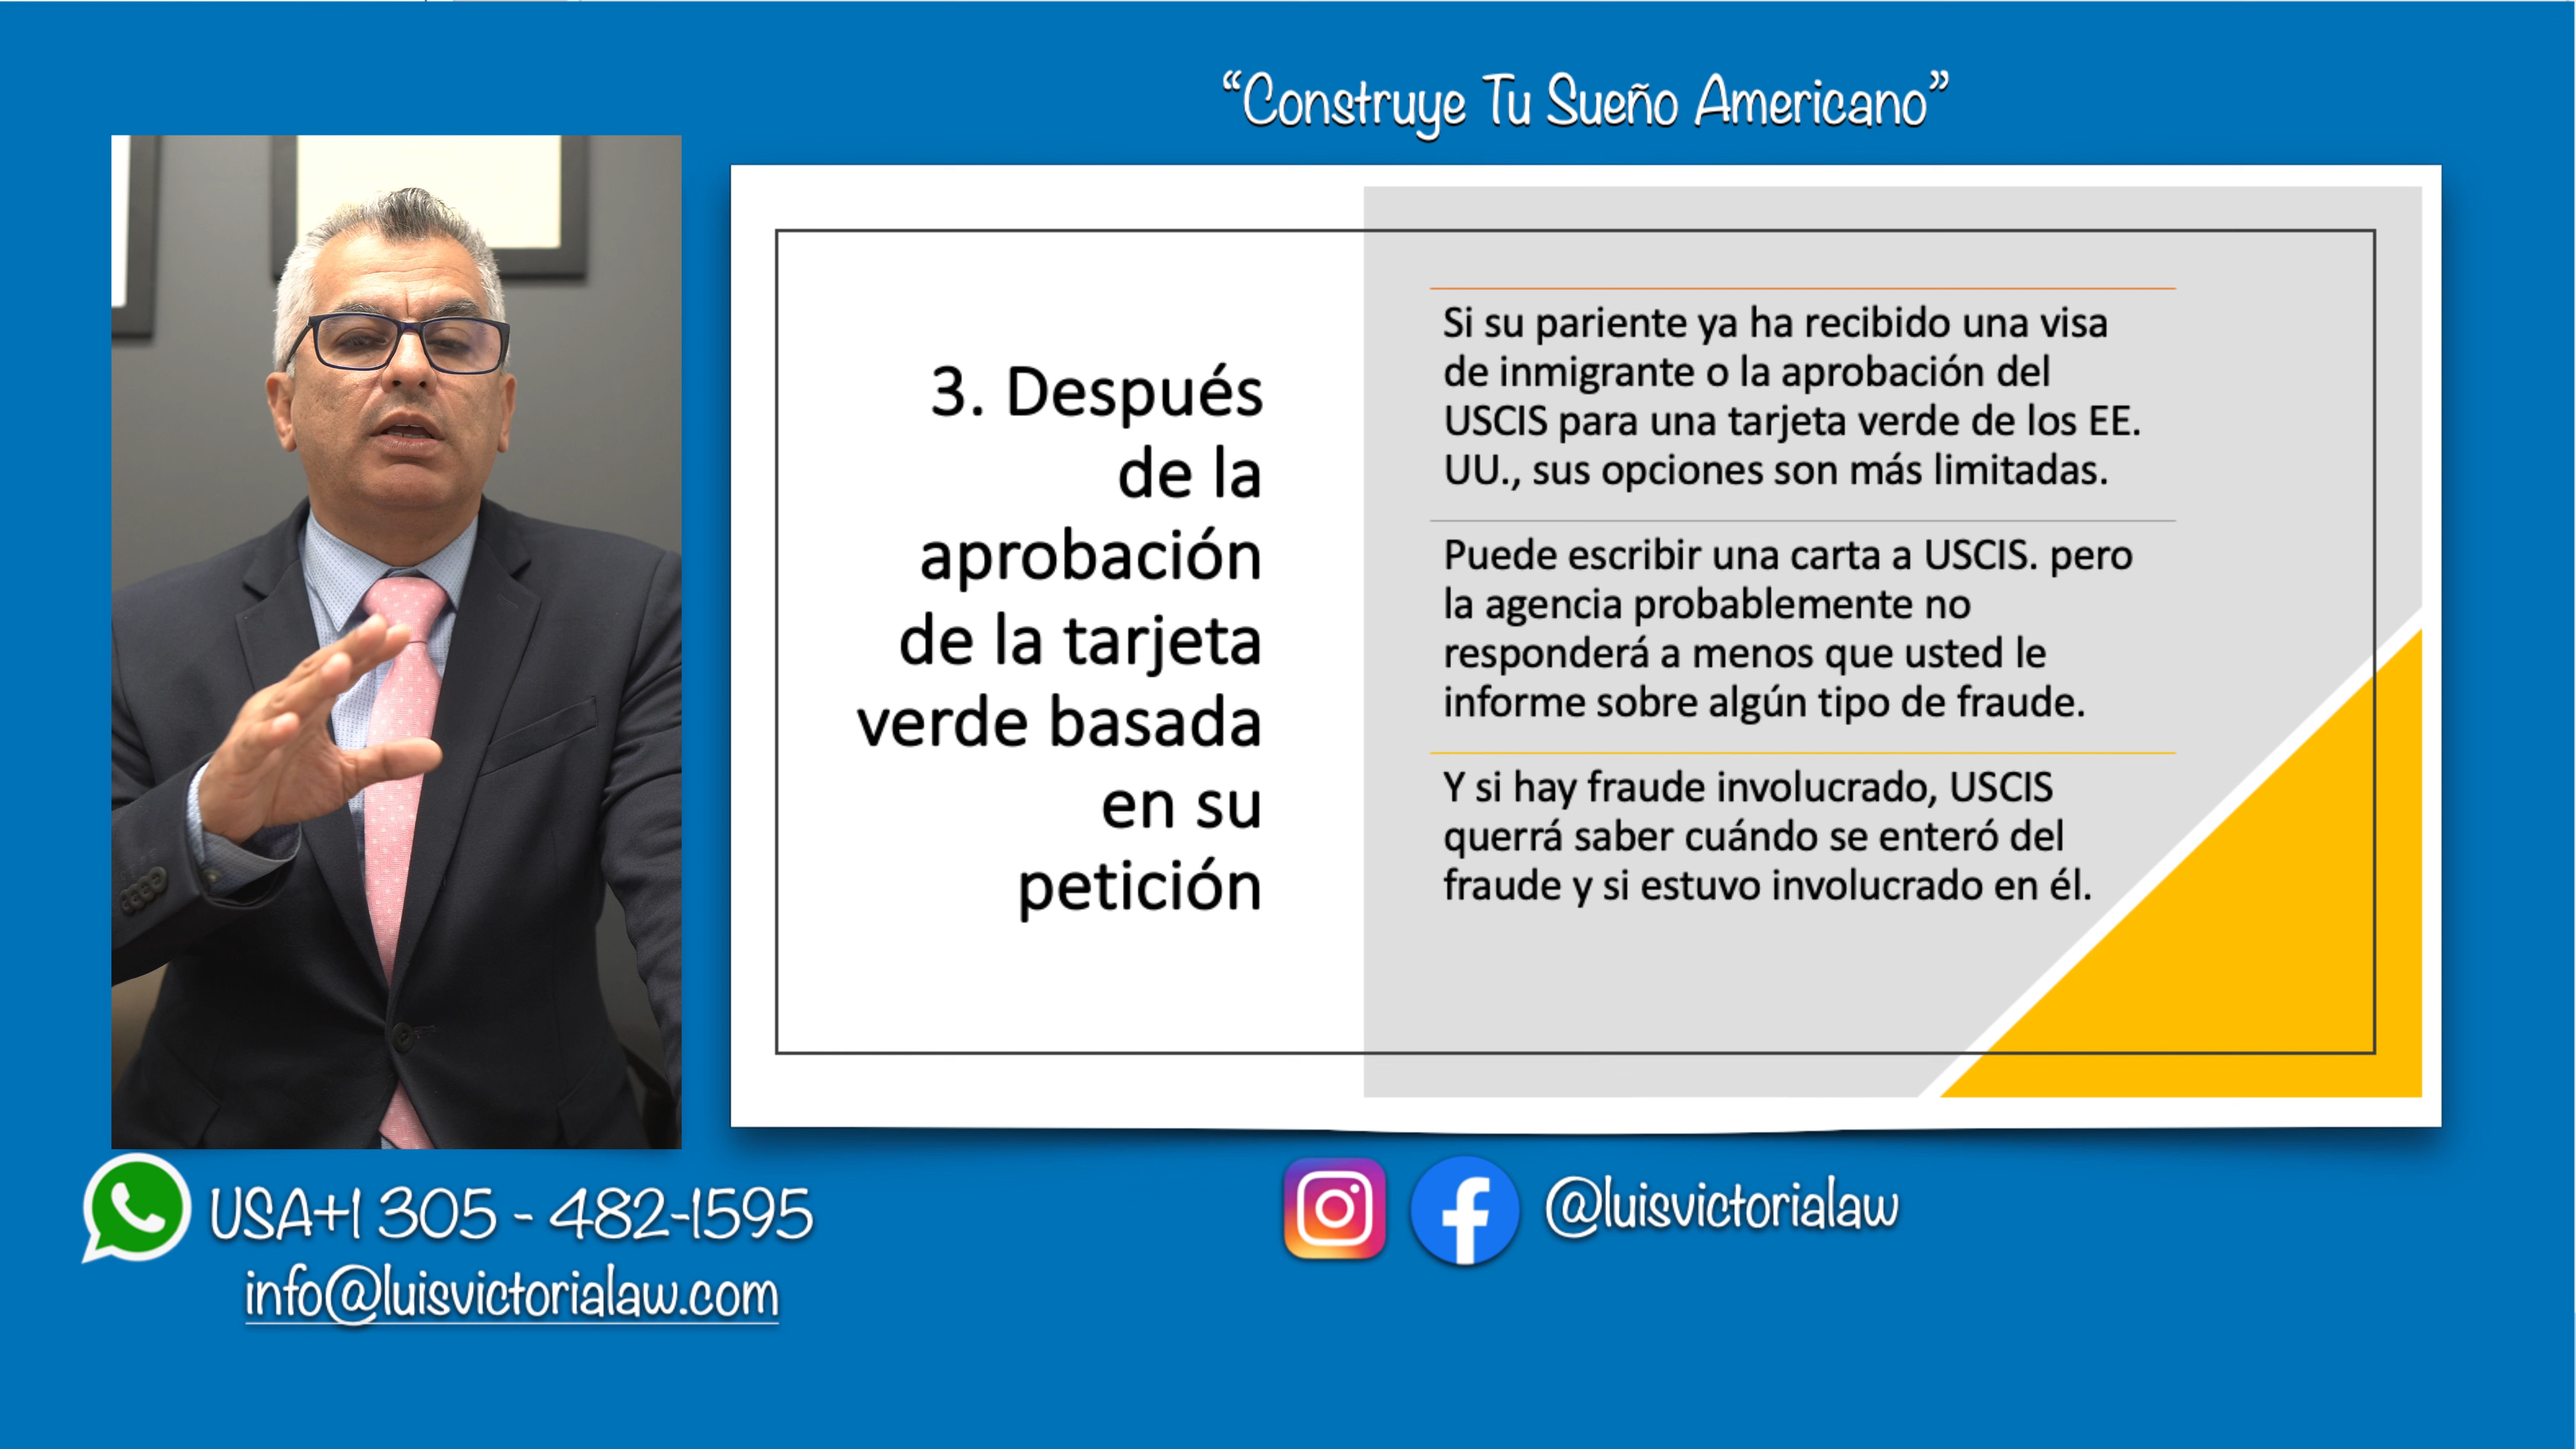 “Construye Tu Sueño Americano”
3. Después
de la
aprobación
de la tarjeta
verde basada
en su
petición
Si su pariente ya ha recibido una visa
de inmigrante o la aprobación del
USCIS para una tarjeta verde de los EE.
UU., sus opciones son más limitadas.
Puede escribir una carta a USCIS. pero
la agencia probablemente no
responderá a menos que usted le
informe sobre algún tipo de fraude.
Y si hay fraude involucrado, USCIS
querrá saber cuándo se enteró del
fraude y si estuvo involucrado en él.
USA+1 305 - 482-1595
info@luisvictorialaw.com
@luisvictorialaw